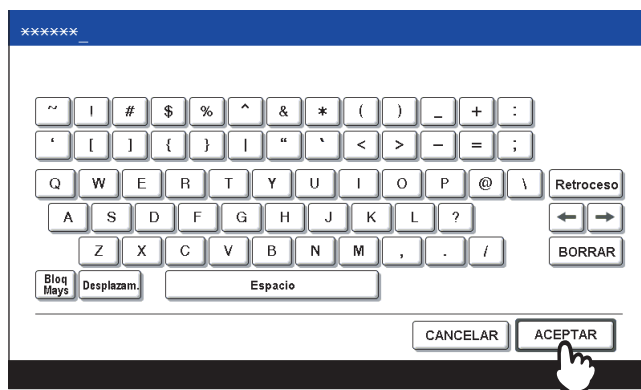 ******_
~ ! # $ % ^ & * ( ) _ + :
‘ [ ] { } | “ ` < > – = ;
Q W E R T Y U I O P @ \ Retroceso
A S D F G H J K L ? ← →
Z X C V B N M , . / BORRAR
Bloq Mays Desplazam. Espacio
CANCELAR ACEPTAR